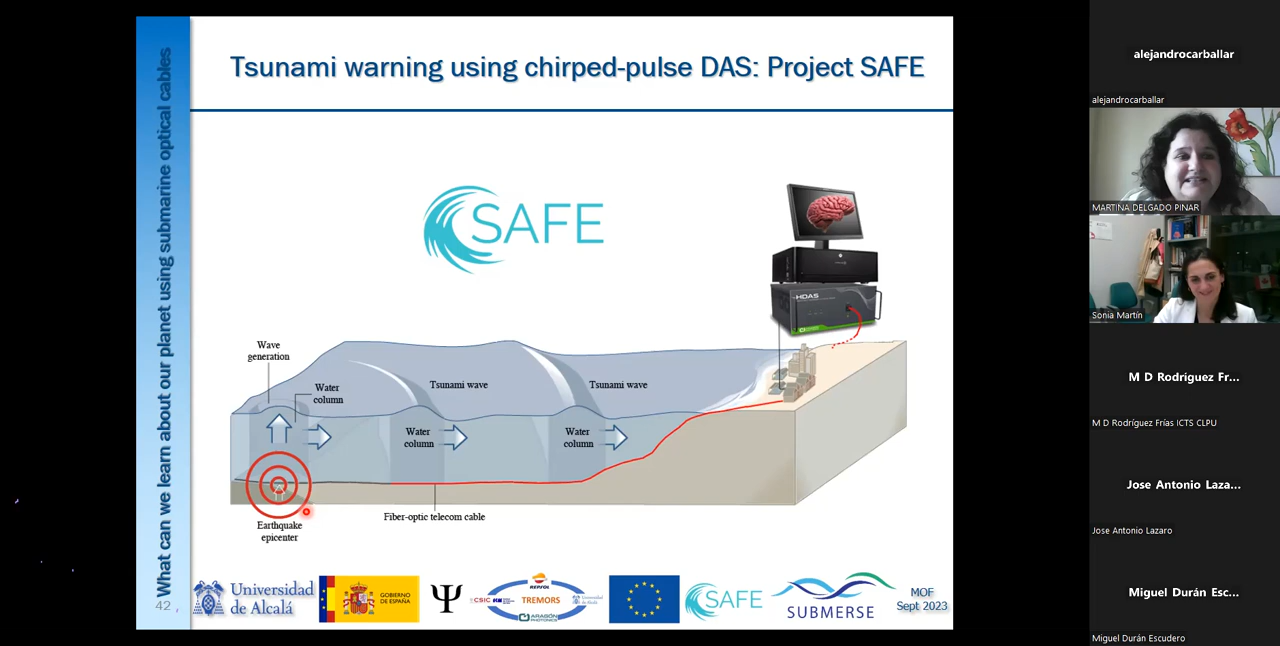 What can we learn about our planet using submarine optical cables
Tsunami warning using chirped-pulse DAS: Project SAFE
SAFE
HDAS
Wave
generation
Water
column
Tsunami wave
Tsunami wave
Water
column
Water
column
Fiber-optic telecom cable
Earthquake
epicenter
42
Universidad
de Alcalá
GOBIERNO
DE ESPAÑA
REPSOL
CSIC
TREMORS
ARAGÓN
PHOTONICS
SAFE
SUBMERSE
MOF
Sept 2023
alejandrocarballar
alejandrocarballar
MARTINA DELGADO PINAR
Sonia Martín
M D Rodriguez Fr...
M D Rodríguez Frías ICTS CLPU
Jose Antonio Laza...
Jose Antonio Lazaro
Miguel Durán Esc...
Miguel Durán Escudero